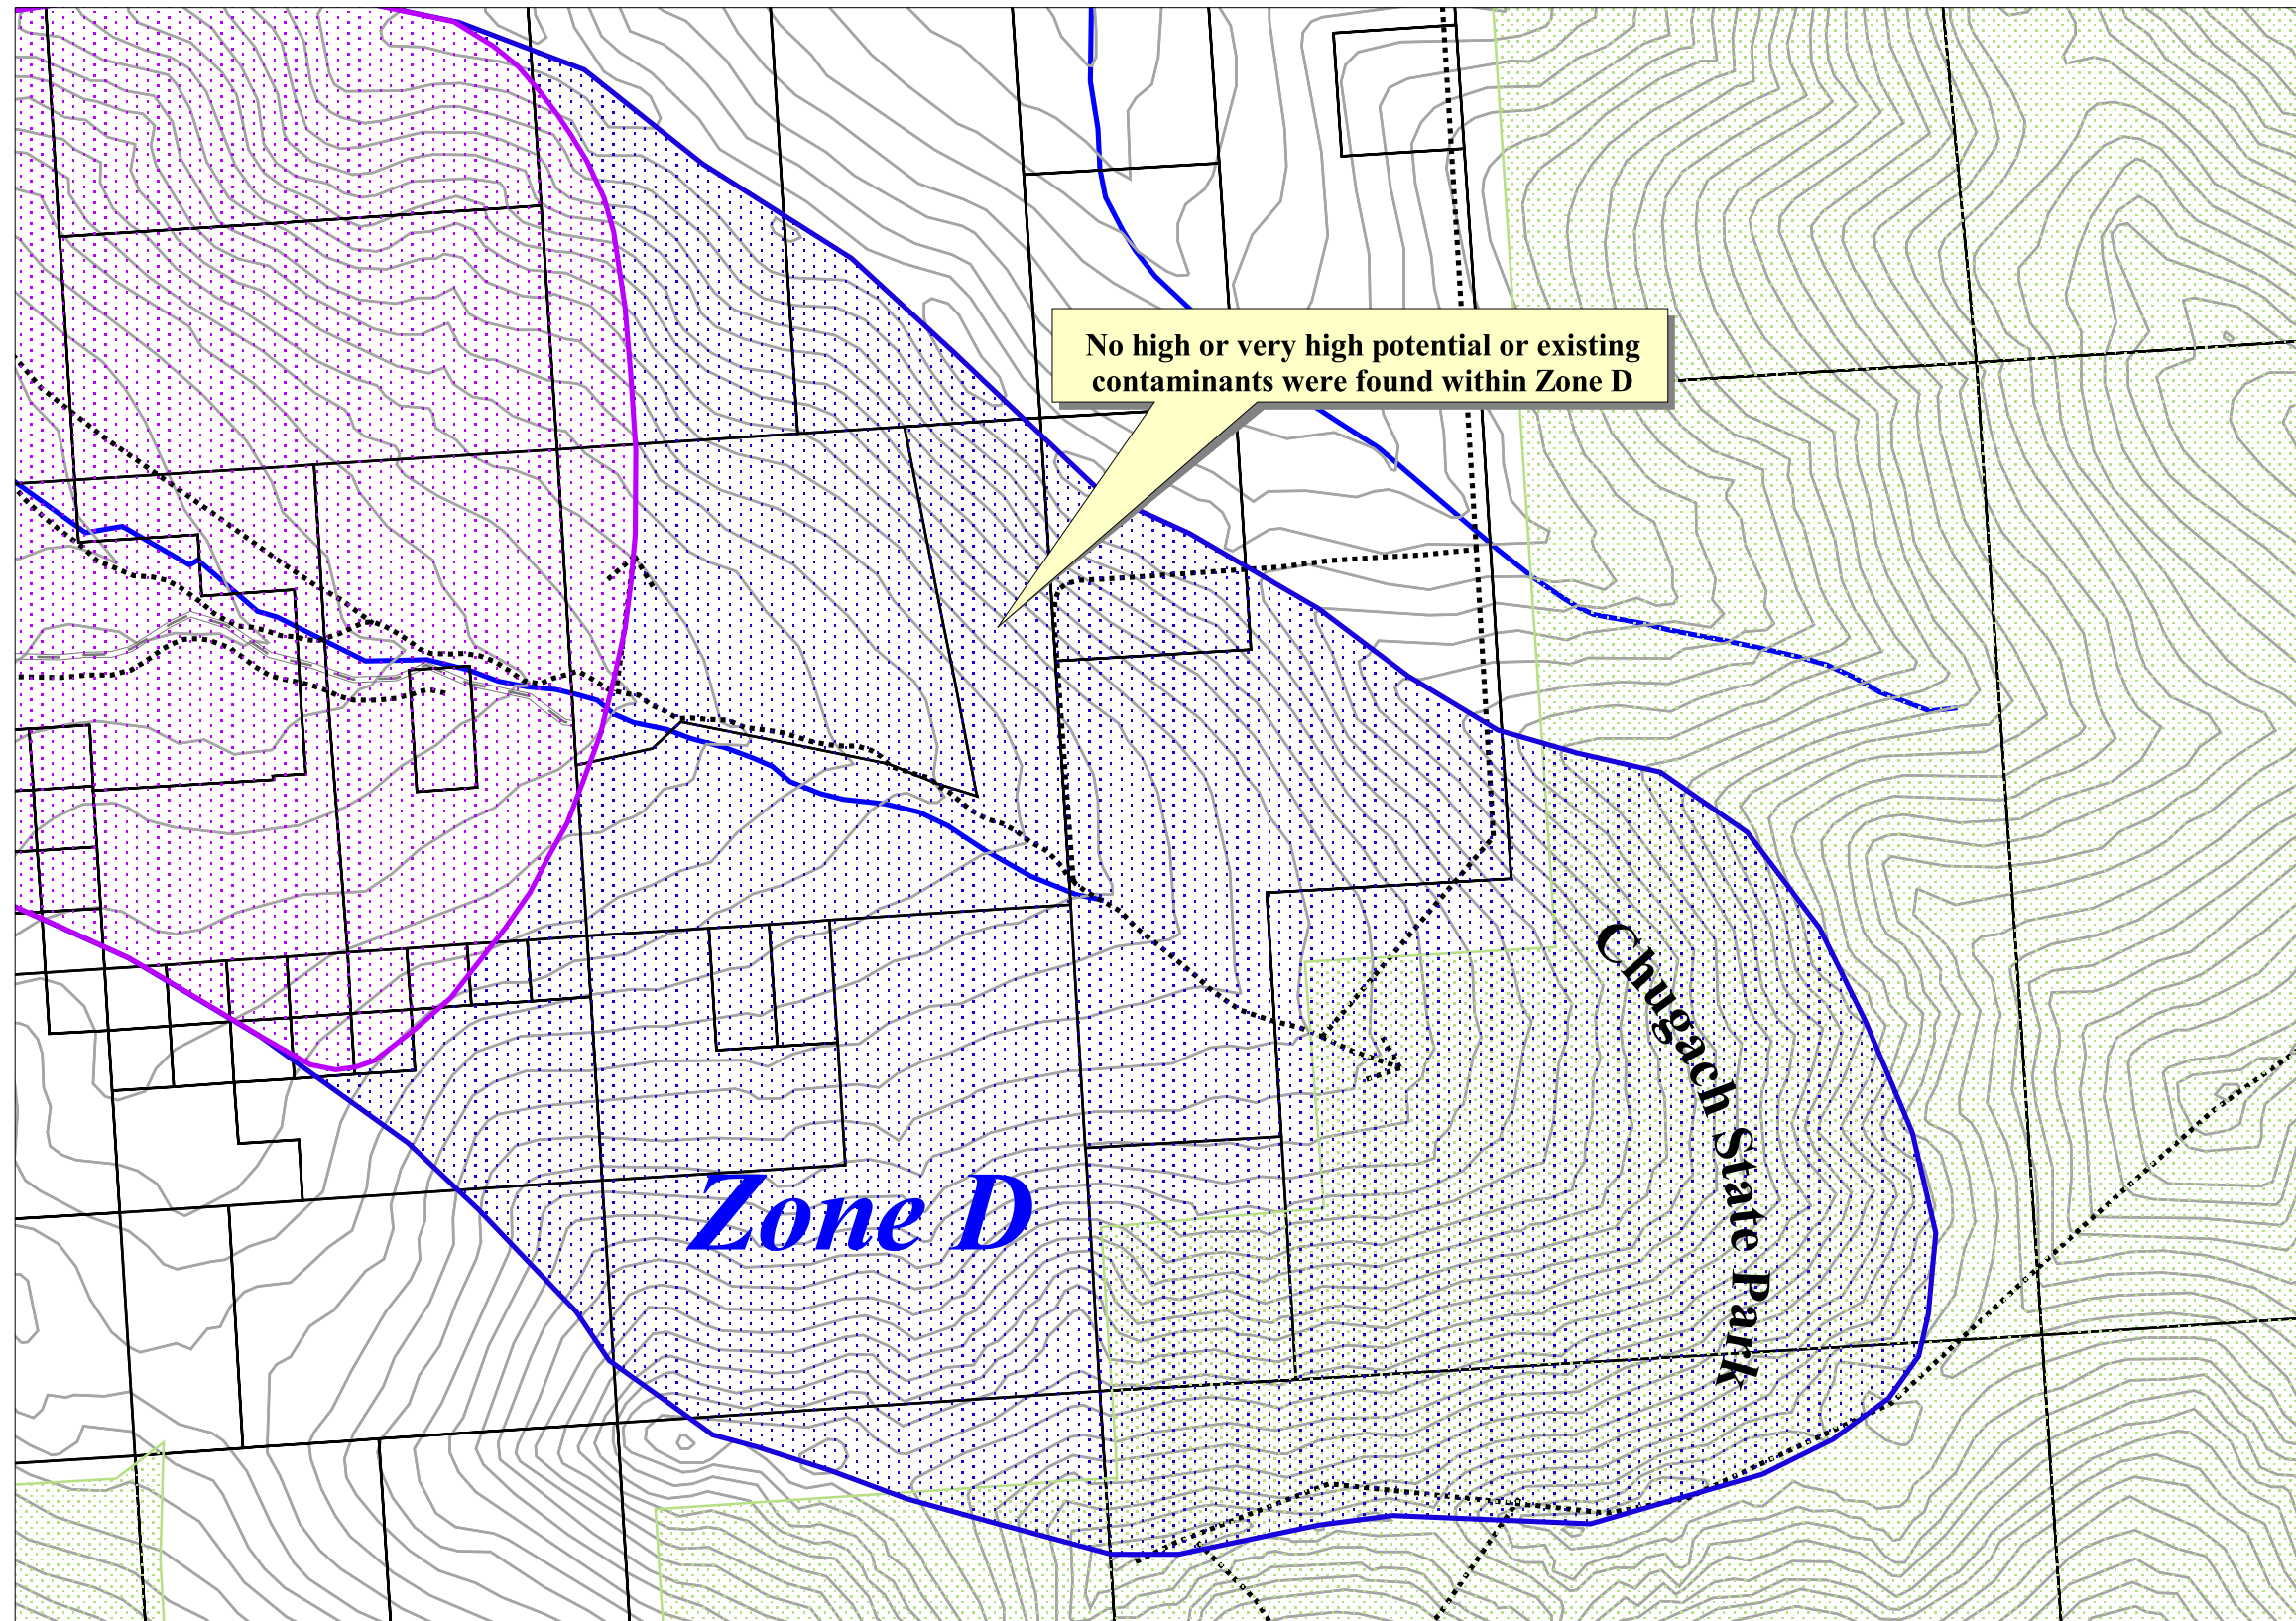 No high or very high potential or existing
contaminants were found within Zone D
Chugach State Park
Zone D